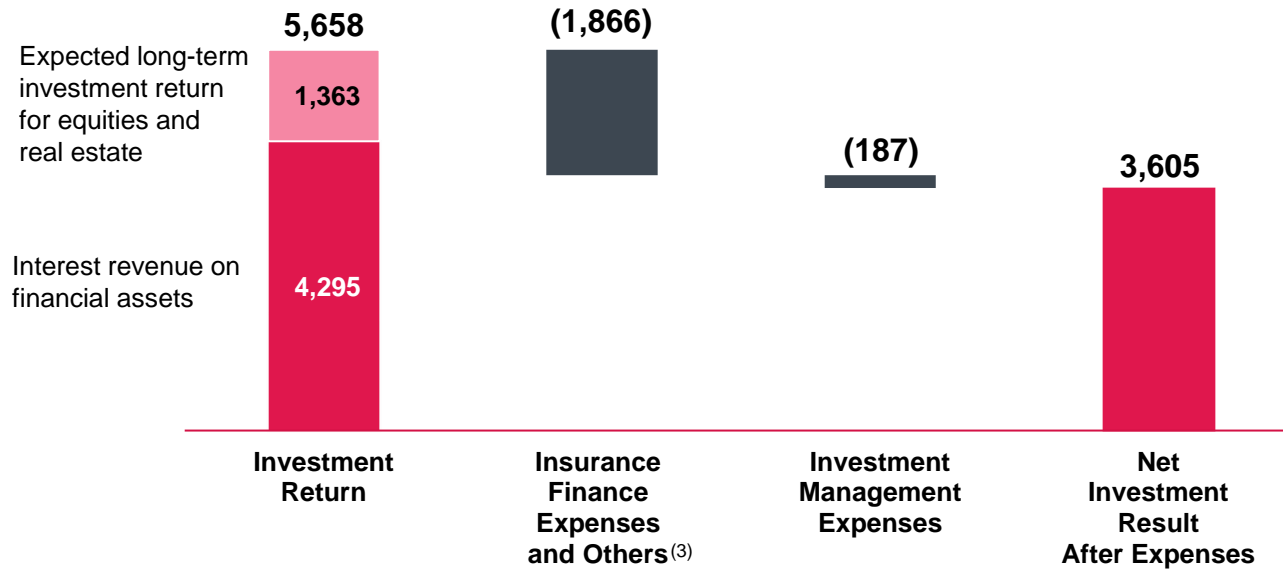 5,658
(1,866)
Expected long-term
investment return
for equities and
real estate
1,363
(187)
3,605
Interest revenue on
financial assets
4,295
Investment
Return
Insurance
Finance
Expenses
and Others(3)
Investment
Management
Expenses
Net
Investment
Result
After Expenses